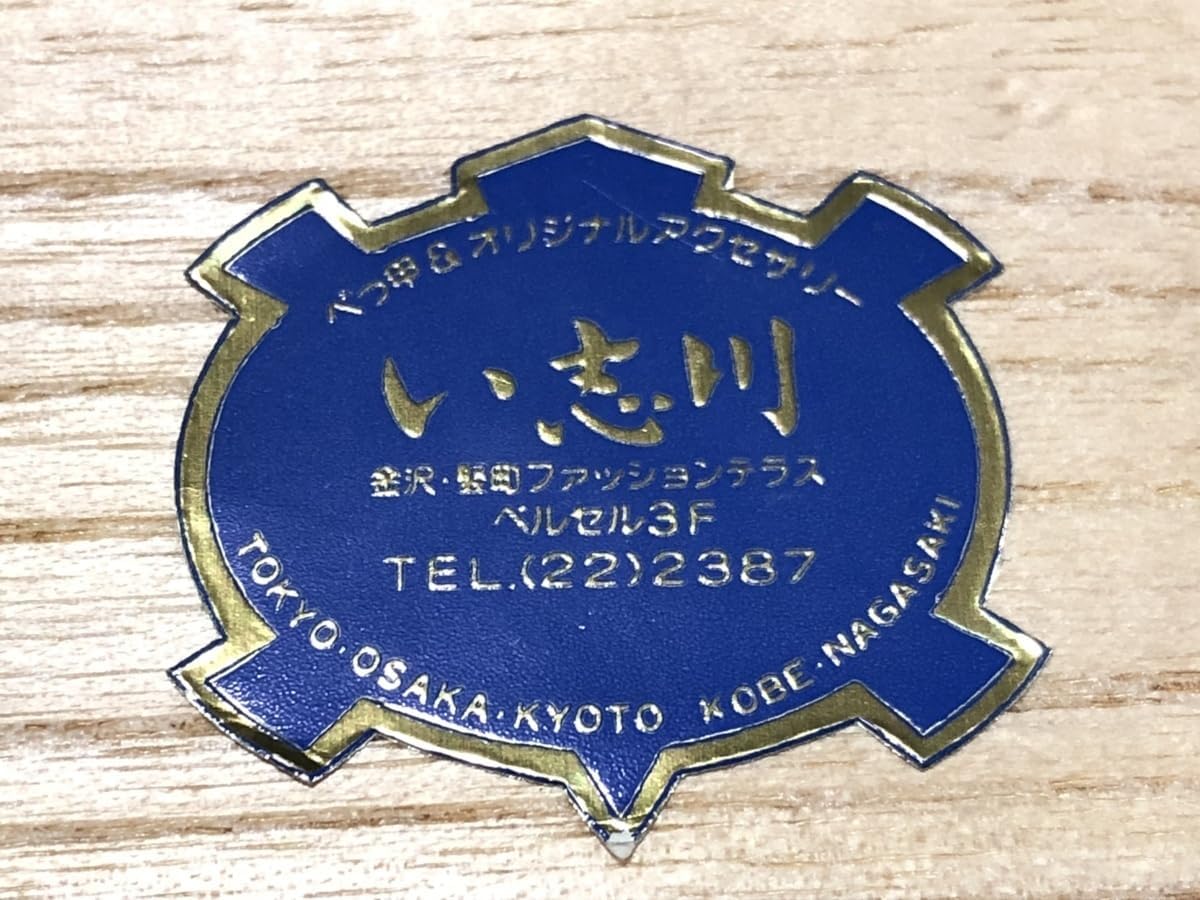 べっ甲&オリジナルアクセサリー
い志川
金沢・竪町ファッションテラス
ベルセル3F
TEL.(22)2387
TOKYO・OSAKA・KYOTO KOBE・NAGASAKI